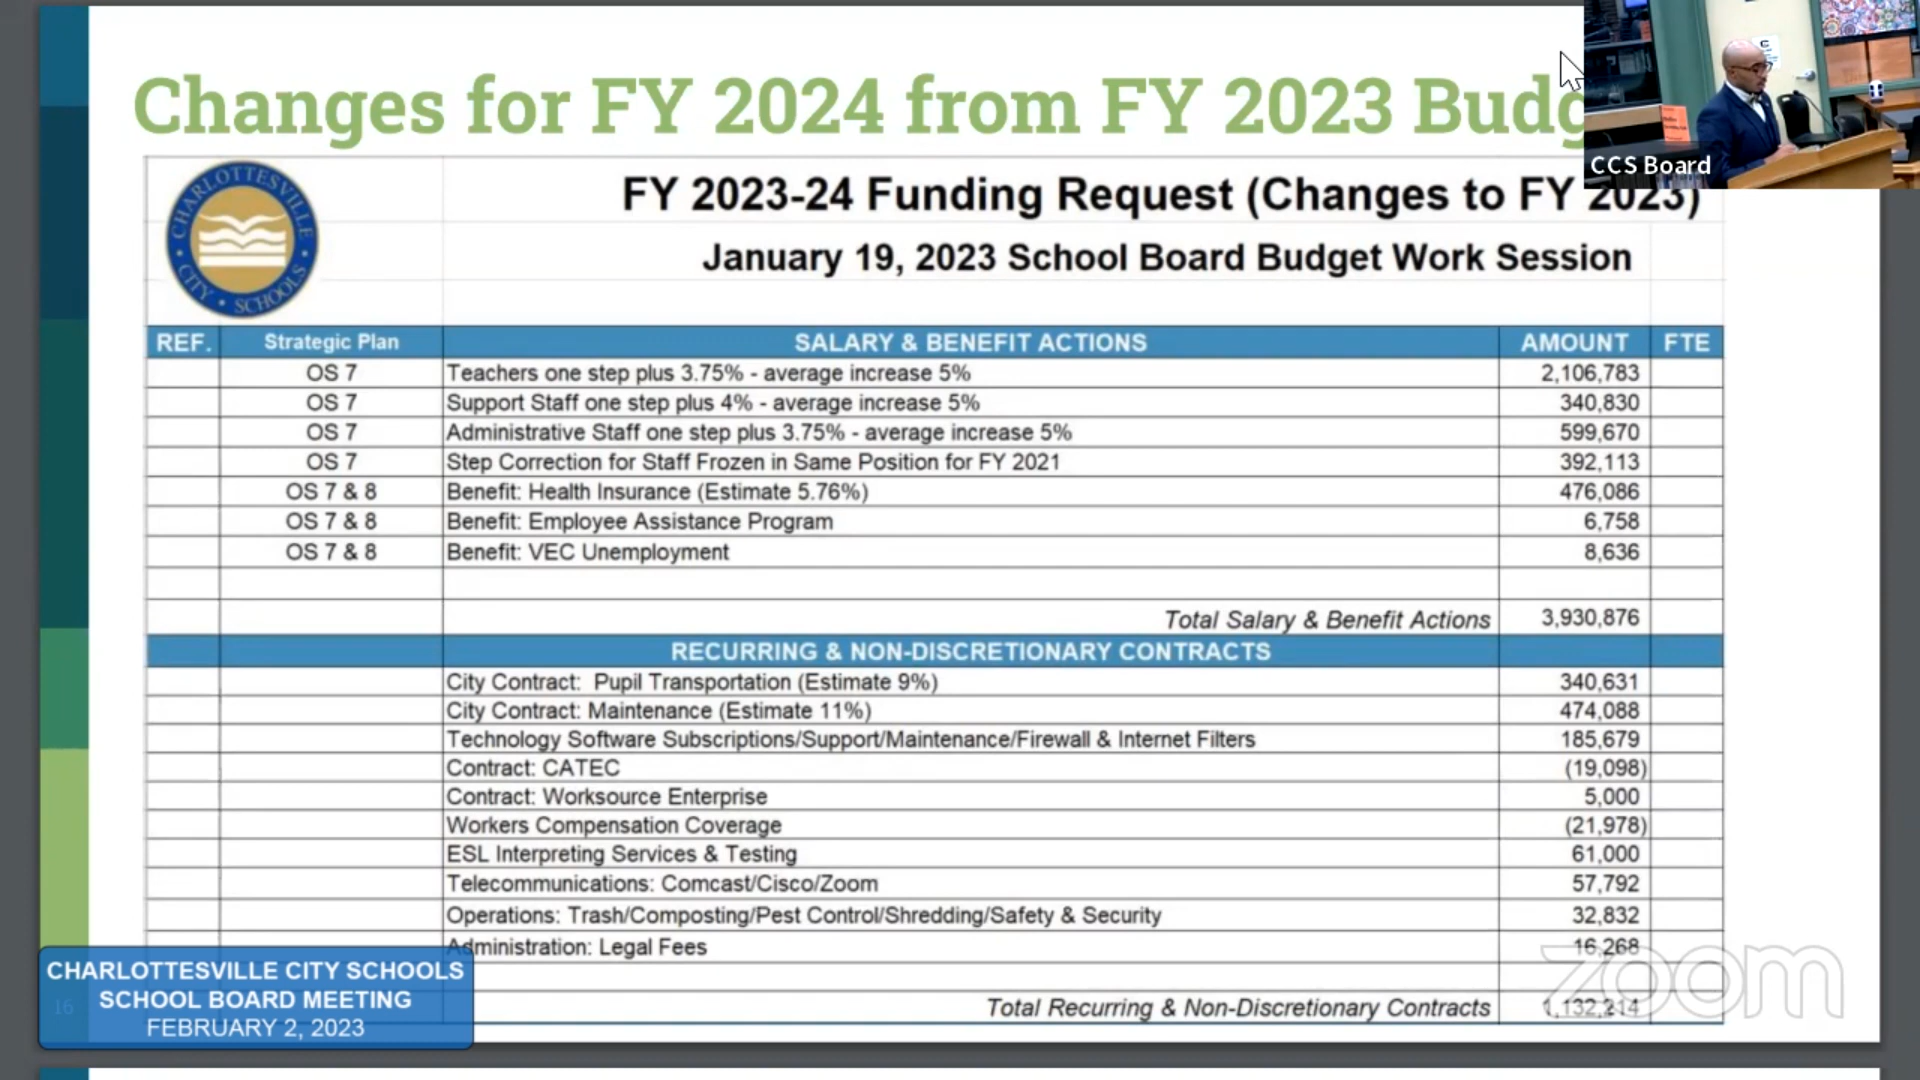 Changes for FY 2024 from FY 2023 Budg
CCS Board
CHARLOTTESVILLE
CITY • SCHOOLS
FY 2023-24 Funding Request (Changes to FY 2023)
January 19, 2023 School Board Budget Work Session
REF. Strategic Plan SALARY & BENEFIT ACTIONS AMOUNT FTE
OS 7 Teachers one step plus 3.75% - average increase 5% 2,106,783
OS 7 Support Staff one step plus 4% - average increase 5% 340,830
OS 7 Administrative Staff one step plus 3.75% - average increase 5% 599,670
OS 7 Step Correction for Staff Frozen in Same Position for FY 2021 392,113
OS 7 & 8 Benefit: Health Insurance (Estimate 5.76%) 476,086
OS 7 & 8 Benefit: Employee Assistance Program 6,758
OS 7 & 8 Benefit: VEC Unemployment 8,636
Total Salary & Benefit Actions 3,930,876
RECURRING & NON-DISCRETIONARY CONTRACTS
City Contract: Pupil Transportation (Estimate 9%) 340,631
City Contract: Maintenance (Estimate 11%) 474,088
Technology Software Subscriptions/Support/Maintenance/Firewall & Internet Filters 185,679
Contract: CATEC (19,098)
Contract: Worksource Enterprise 5,000
Workers Compensation Coverage (21,978)
ESL Interpreting Services & Testing 61,000
Telecommunications: Comcast/Cisco/Zoom 57,792
Operations: Trash/Composting/Pest Control/Shredding/Safety & Security 32,832
Administration: Legal Fees 16,268
Total Recurring & Non-Discretionary Contracts 1,132,214
zoom
CHARLOTTESVILLE CITY SCHOOLS
SCHOOL BOARD MEETING
FEBRUARY 2, 2023
16